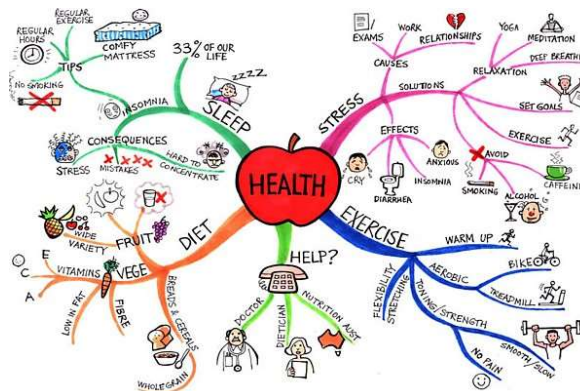 HEALTH
SLEEP
33% OF OUR
LIFE
ZZZZ
INSOMNIA
TIPS
REGULAR
HOURS
REGULAR
EXERCISE
COMFY
MATTRESS
NO SMOKING
CONSEQUENCES
STRESS
MISTAKES
HARD TO
CONCENTRATE
STRESS
CAUSES
/EXAMS
WORK
RELATIONSHIPS
SOLUTIONS
RELAXATION
YOGA
MEDITATION
DEEP BREATHE
SET GOALS
EXERCISE
AVOID
SMOKING
ALCOHOL
CAFFEINE
EFFECTS
CRY
DIARRHEA
INSOMNIA
ANXIOUS
EXERCISE
WARM UP
AEROBIC
BIKE
TREADMILL
TONING/STRENGTH
SMOOTH/SLOW
NO PAIN
FLEXIBILITY
STRETCHING
HELP?
DOCTOR
DIETICIAN
NUTRITION AUST
DIET
FRUIT
WIDE
VARIETY
VEGE
VITAMINS
E
C
A
LOW IN FAT
FIBRE
BREADS & CEREALS
WHOLEGRAIN